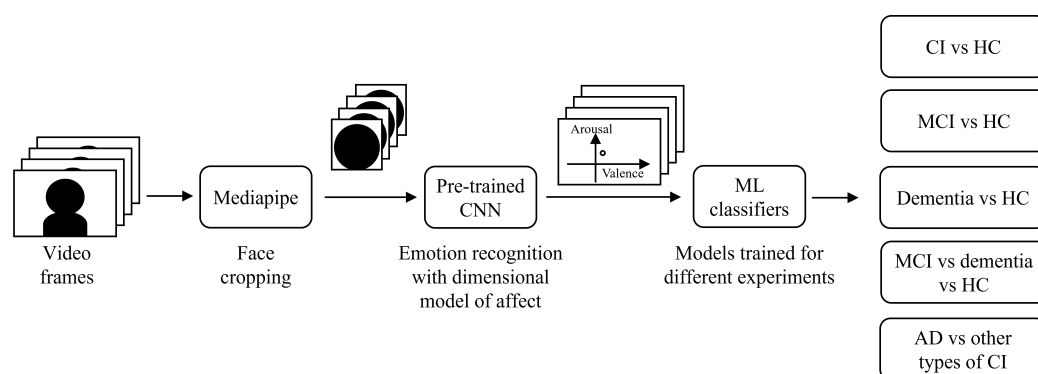 Video
frames
Mediapipe
Face
cropping
Pre-trained
CNN
Emotion recognition
with dimensional
model of affect
Arousal
Valence
ML
classifiers
Models trained for
different experiments
CI vs HC
MCI vs HC
Dementia vs HC
MCI vs dementia
vs HC
AD vs other
types of CI